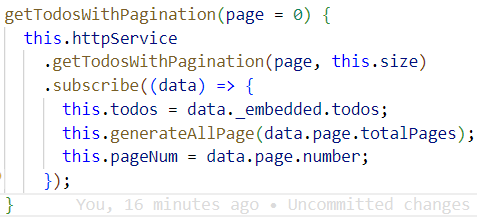 getTodosWithPagination(page = 0) {
  this.httpService
    .getTodosWithPagination(page, this.size)
    .subscribe((data) => {
      this.todos = data._embedded.todos;
      this.generateAllPage(data.page.totalPages);
      this.pageNum = data.page.number;
    });
}     You, 16 minutes ago • Uncommitted changes